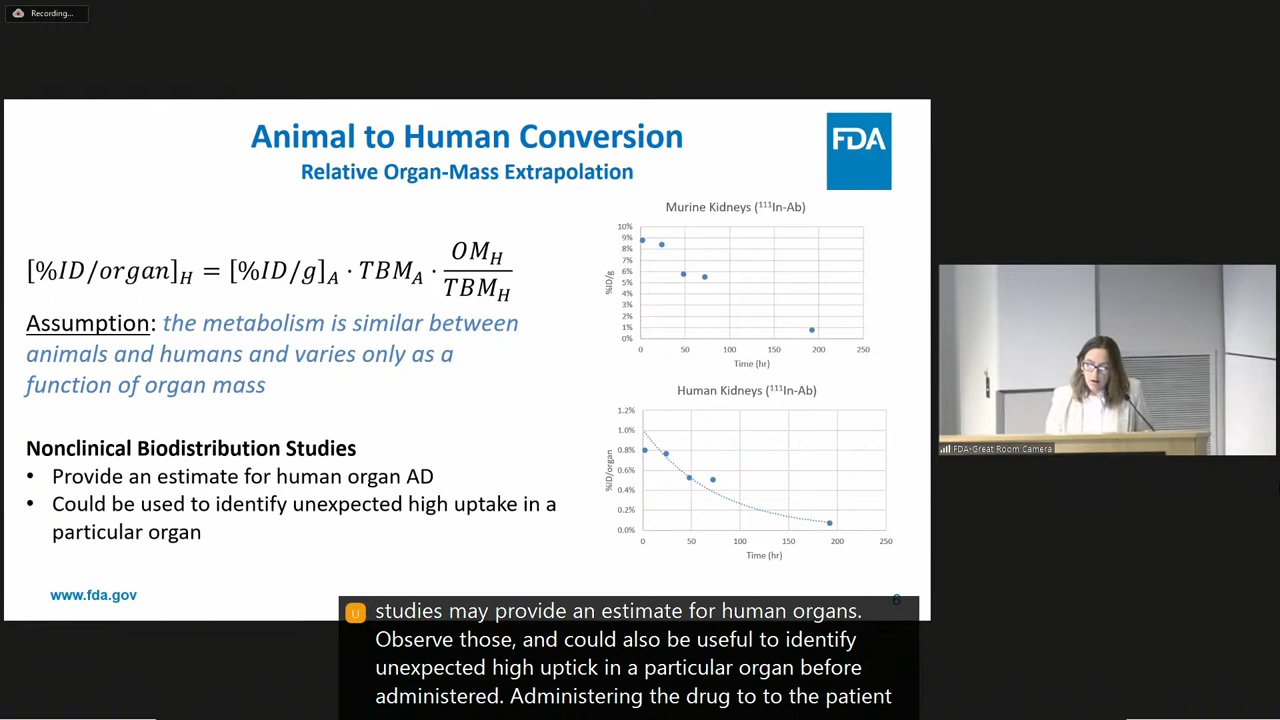 Recording...
Animal to Human Conversion
Relative Organ-Mass Extrapolation
FDA
[%ID/organ]H = [%ID/g]A · TBMA · OMH / TBMH
Assumption: the metabolism is similar between
animals and humans and varies only as a
function of organ mass
Nonclinical Biodistribution Studies
• Provide an estimate for human organ AD
• Could be used to identify unexpected high uptake in a
particular organ
www.fda.gov
Murine Kidneys (¹¹¹In-Ab)
10%
9%
8%
7%
6%
5%
4%
3%
2%
1%
0%
%ID/g
0 50 100 150 200 250
Time (hr)
Human Kidneys (¹¹¹In-Ab)
1.2%
1.0%
0.8%
0.6%
0.4%
0.2%
0.0%
%ID/organ
0 50 100 150 200 250
Time (hr)
6
FDA-Great Room Camera
U
studies may provide an estimate for human organs.
Observe those, and could also be useful to identify
unexpected high uptick in a particular organ before
administered. Administering the drug to to the patient